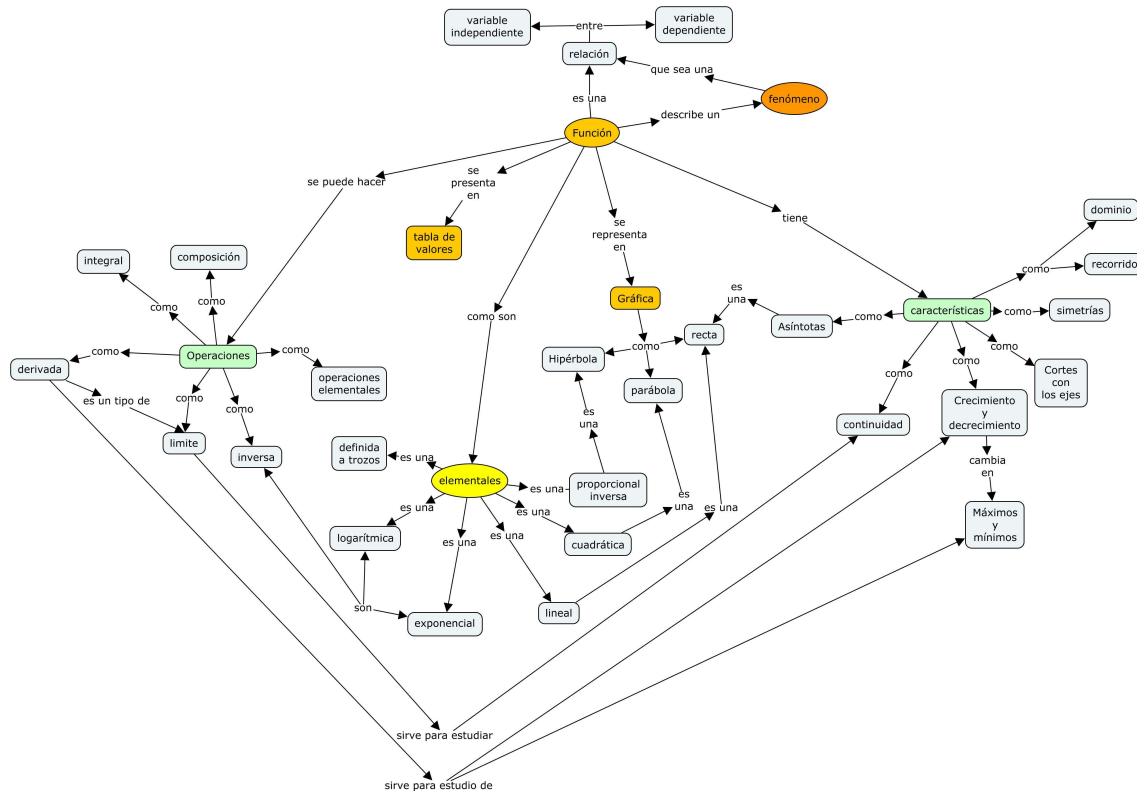 variable
independiente
entre
variable
dependiente
relación
que sea una
fenómeno
es una
describe un
Función
se puede hacer
se
presenta
en
tabla de
valores
se
representa
en
tiene
dominio
composición
integral
como
como
Gráfica
es
una
como
recorrido
características
como
simetrías
Asíntotas
como
como son
recta
como
Hipérbola
parábola
como
Operaciones
como
derivada
operaciones
elementales
como
como
como
Cortes
con
los ejes
es un tipo de
como
como
limite
inversa
es
una
continuidad
Crecimiento
y
decrecimiento
definida
a trozos
es una
elementales
es una
proporcional
inversa
cambia
en
es una
es una
es una
es una
es
una
es una
logarítmica
cuadrática
Máximos
y
mínimos
son
exponencial
lineal
sirve para estudiar
sirve para estudio de